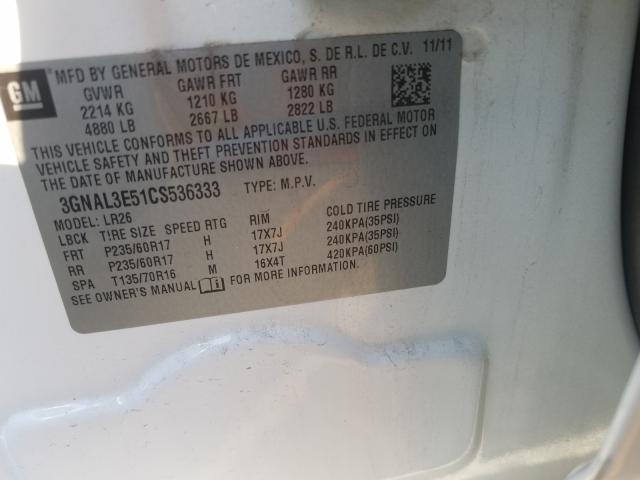 GM
MFD BY GENERAL MOTORS DE MEXICO, S. DE R.L. DE C.V. 11/11
GVWR GAWR FRT GAWR RR
2214 KG 1210 KG 1280 KG
4880 LB 2667 LB 2822 LB
THIS VEHICLE CONFORMS TO ALL APPLICABLE U.S. FEDERAL MOTOR
VEHICLE SAFETY AND THEFT PREVENTION STANDARDS IN EFFECT ON
THE DATE OF MANUFACTURE SHOWN ABOVE.
3GNAL3E51CS536333 TYPE: M.P.V.
MODEL: LR26
LBCK TIRE SIZE SPEED RTG RIM COLD TIRE PRESSURE
FRT P235/60R17 H 17X7J 240KPA(35PSI)
RR P235/60R17 H 17X7J 240KPA(35PSI)
SPA T135/70R16 M 16X4T 420KPA(60PSI)
SEE OWNER'S MANUAL FOR MORE INFORMATION.